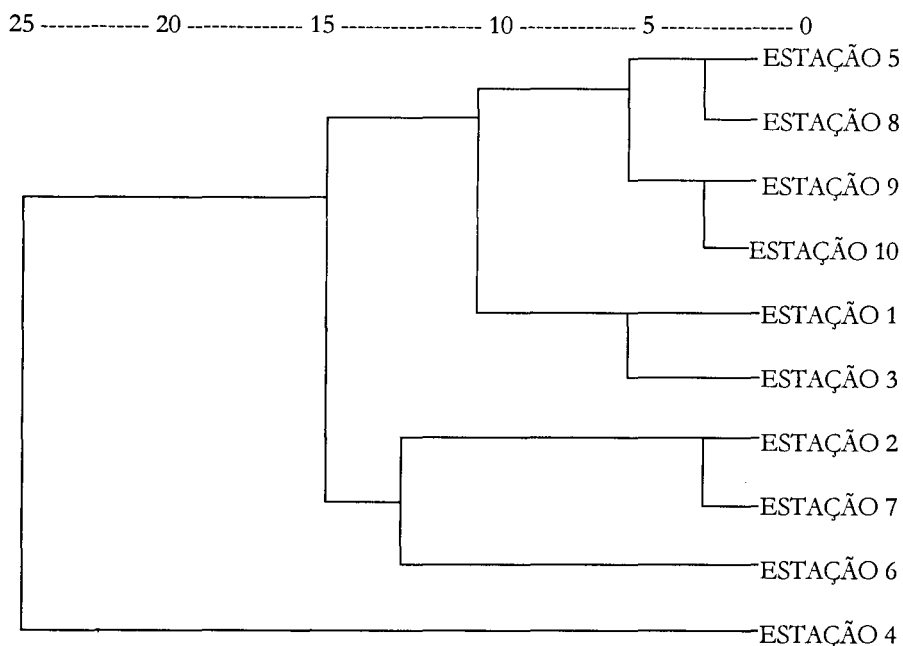 25 ----------- 20 ----------- 15 ------------- 10 ------------ 5 ----------- 0
ESTAÇÃO 5
ESTAÇÃO 8
ESTAÇÃO 9
ESTAÇÃO 10
ESTAÇÃO 1
ESTAÇÃO 3
ESTAÇÃO 2
ESTAÇÃO 7
ESTAÇÃO 6
ESTAÇÃO 4